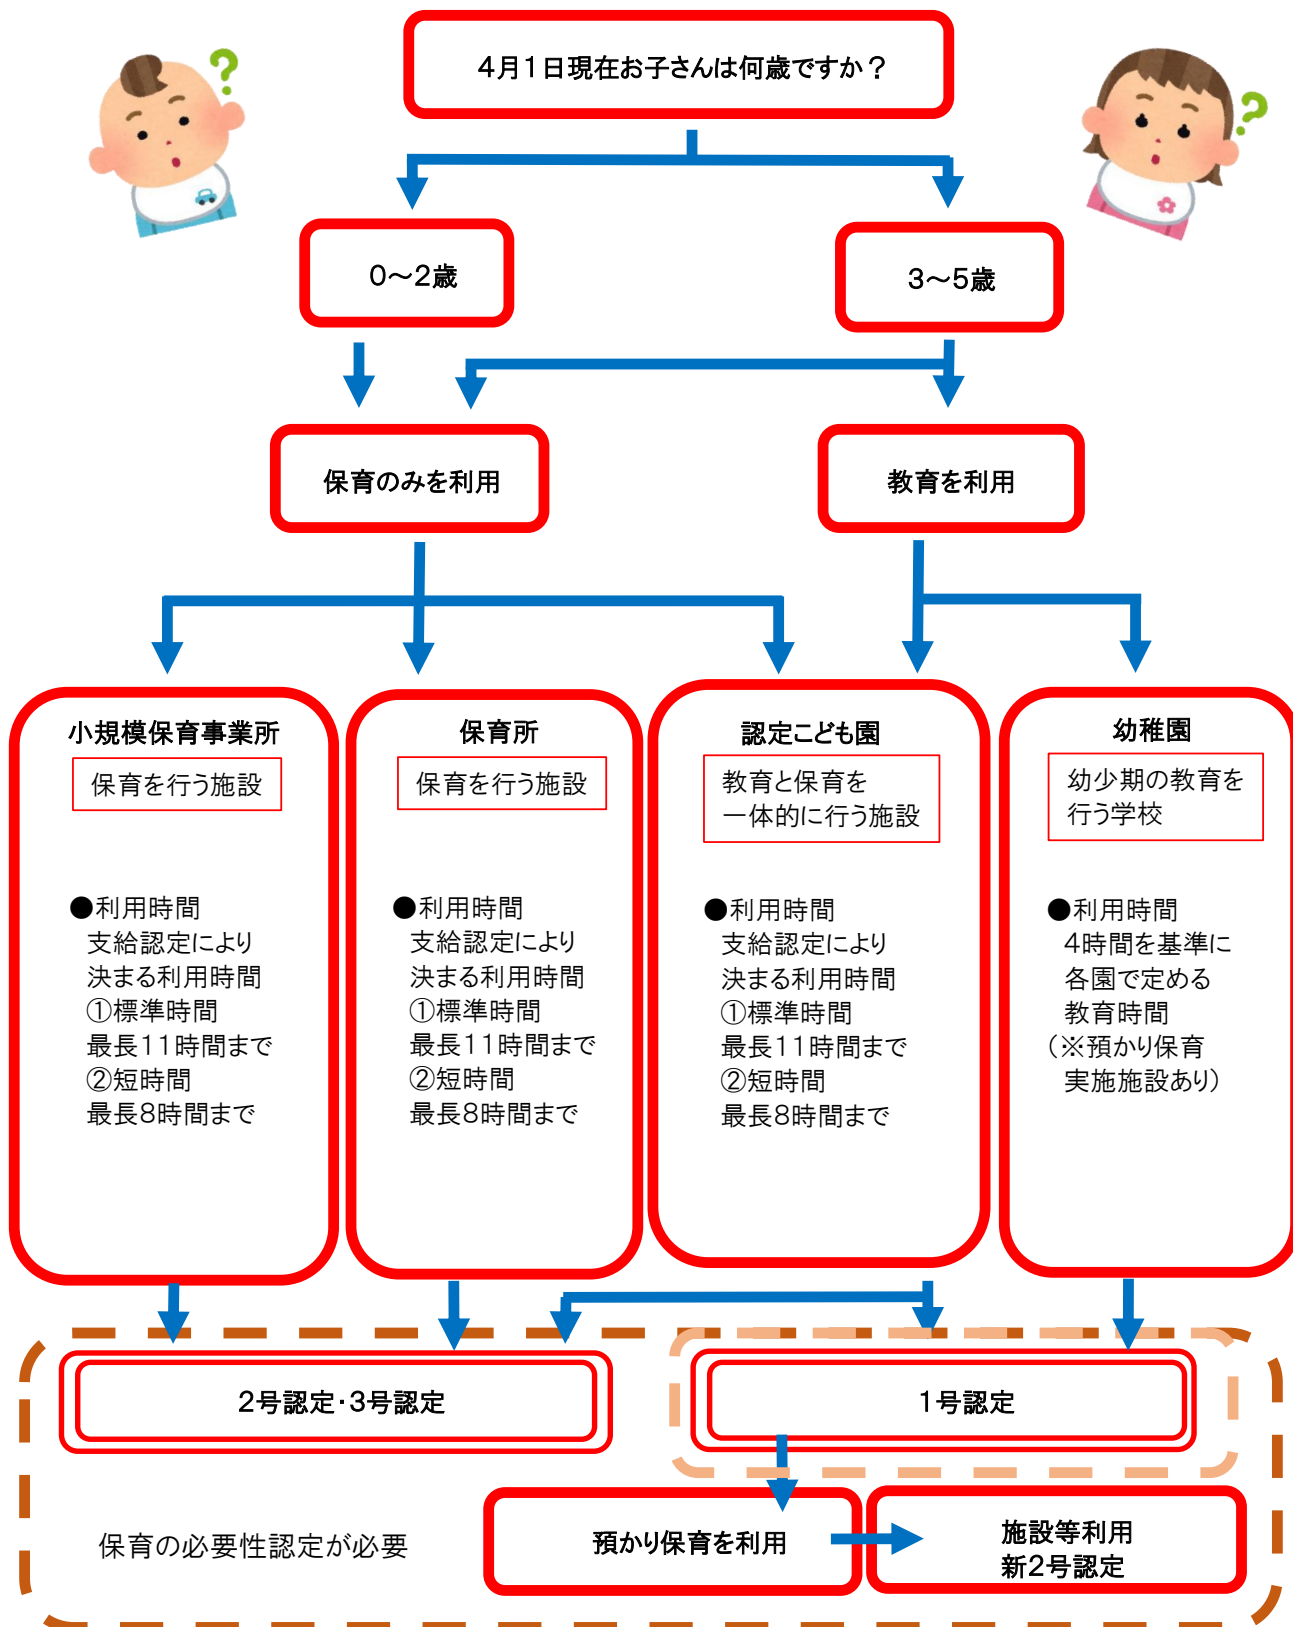 4月1日現在お子さんは何歳ですか？
?
?
0～2歳
3～5歳
保育のみを利用
教育を利用
小規模保育事業所
保育を行う施設
●利用時間
支給認定により
決まる利用時間
①標準時間
最長11時間まで
②短時間
最長8時間まで
保育所
保育を行う施設
●利用時間
支給認定により
決まる利用時間
①標準時間
最長11時間まで
②短時間
最長8時間まで
認定こども園
教育と保育を
一体的に行う施設
●利用時間
支給認定により
決まる利用時間
①標準時間
最長11時間まで
②短時間
最長8時間まで
幼稚園
幼少期の教育を
行う学校
●利用時間
4時間を基準に
各園で定める
教育時間
（※預かり保育
実施施設あり）
2号認定・3号認定
1号認定
保育の必要性認定が必要
預かり保育を利用
施設等利用
新2号認定